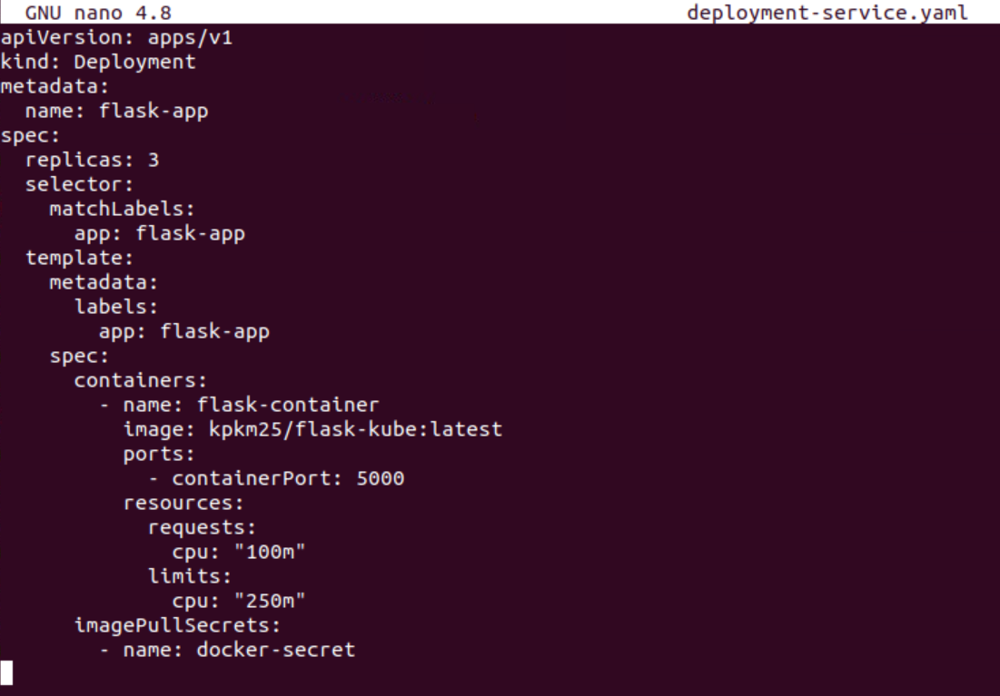 GNU nano 4.8 deployment-service.yaml
apiVersion: apps/v1
kind: Deployment
metadata:
  name: flask-app
spec:
  replicas: 3
  selector:
    matchLabels:
      app: flask-app
  template:
    metadata:
      labels:
        app: flask-app
    spec:
      containers:
        - name: flask-container
          image: kpkm25/flask-kube:latest
          ports:
            - containerPort: 5000
          resources:
            requests:
              cpu: "100m"
            limits:
              cpu: "250m"
      imagePullSecrets:
        - name: docker-secret